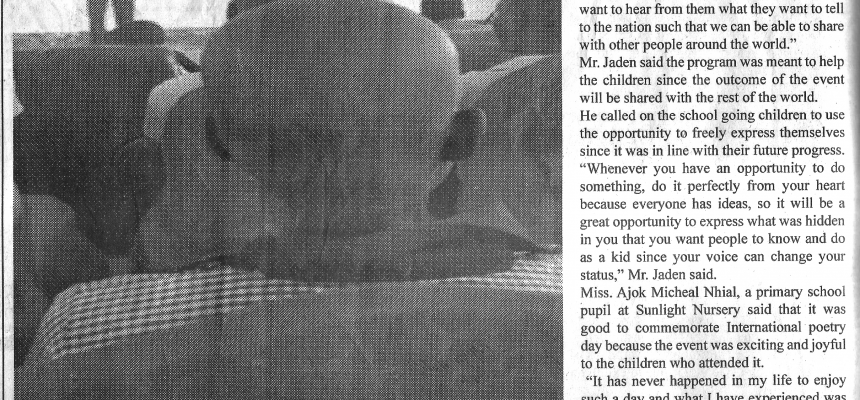 want to hear from them what they want to tell
to the nation such that we can be able to share
with other people around the world.”
Mr. Jaden said the program was meant to help
the children since the outcome of the event
will be shared with the rest of the world.
He called on the school going children to use
the opportunity to freely express themselves
since it was in line with their future progress.
“Whenever you have an opportunity to do
something, do it perfectly from your heart
because everyone has ideas, so it will be a
great opportunity to express what was hidden
in you that you want people to know and do
as a kid since your voice can change your
status,” Mr. Jaden said.
Miss. Ajok Micheal Nhial, a primary school
pupil at Sunlight Nursery said that it was
good to commemorate International poetry
day because the event was exciting and joyful
to the children who attended it.
“It has never happened in my life to enjoy
such a day and what I have experienced was